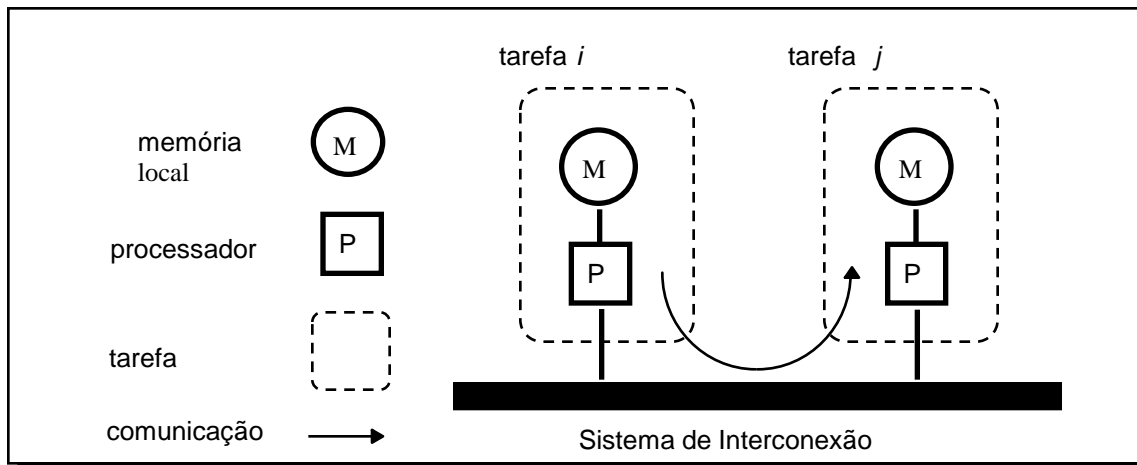 tarefa i
tarefa j
memória
local
M
M
M
processador
P
P
P
tarefa
comunicação
Sistema de Interconexão